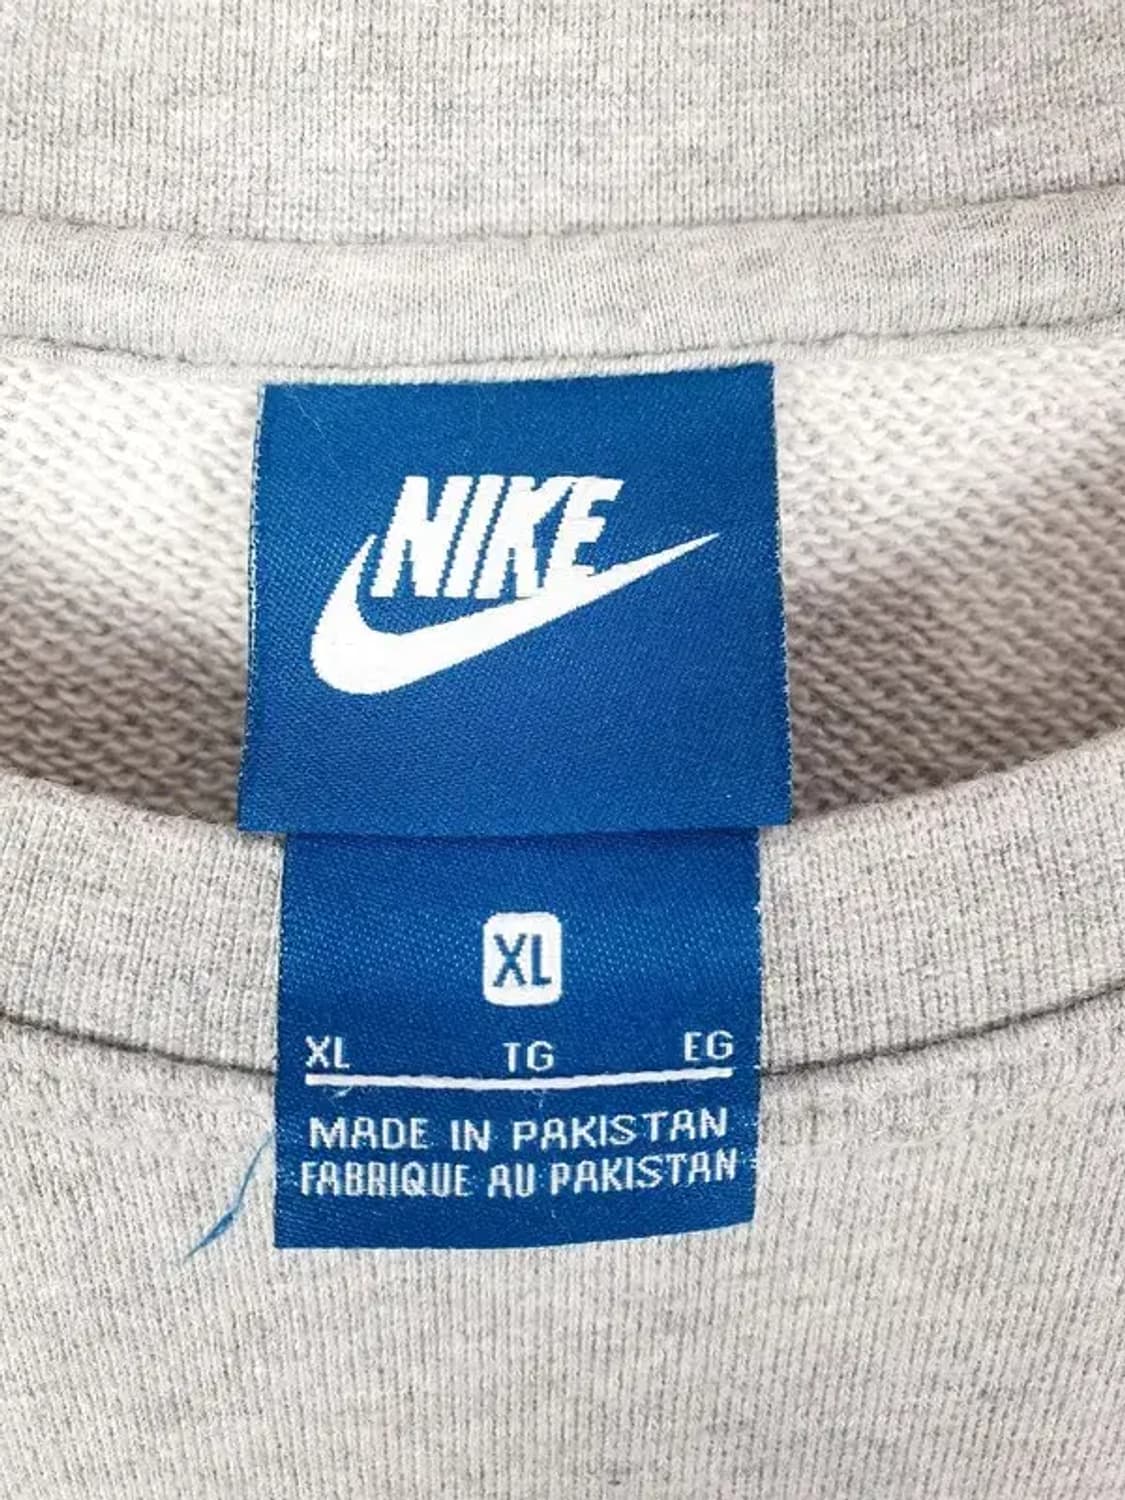 NIKE
XL
XL TG EG
MADE IN PAKISTAN
FABRIQUE AU PAKISTAN